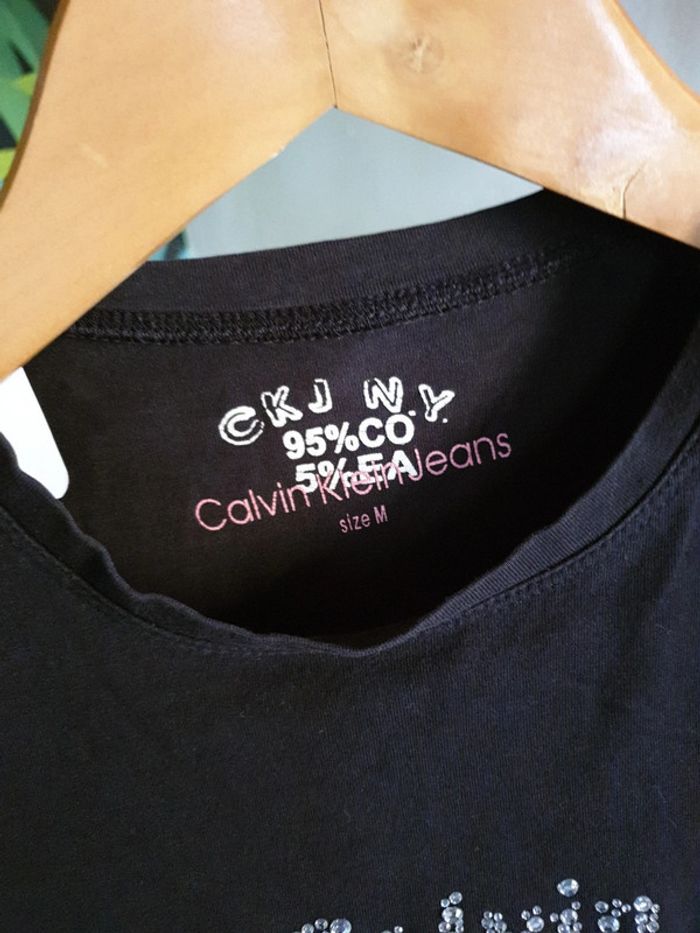 CKJ N.Y.
95%CO
5%EA
Calvin Klein Jeans
size M